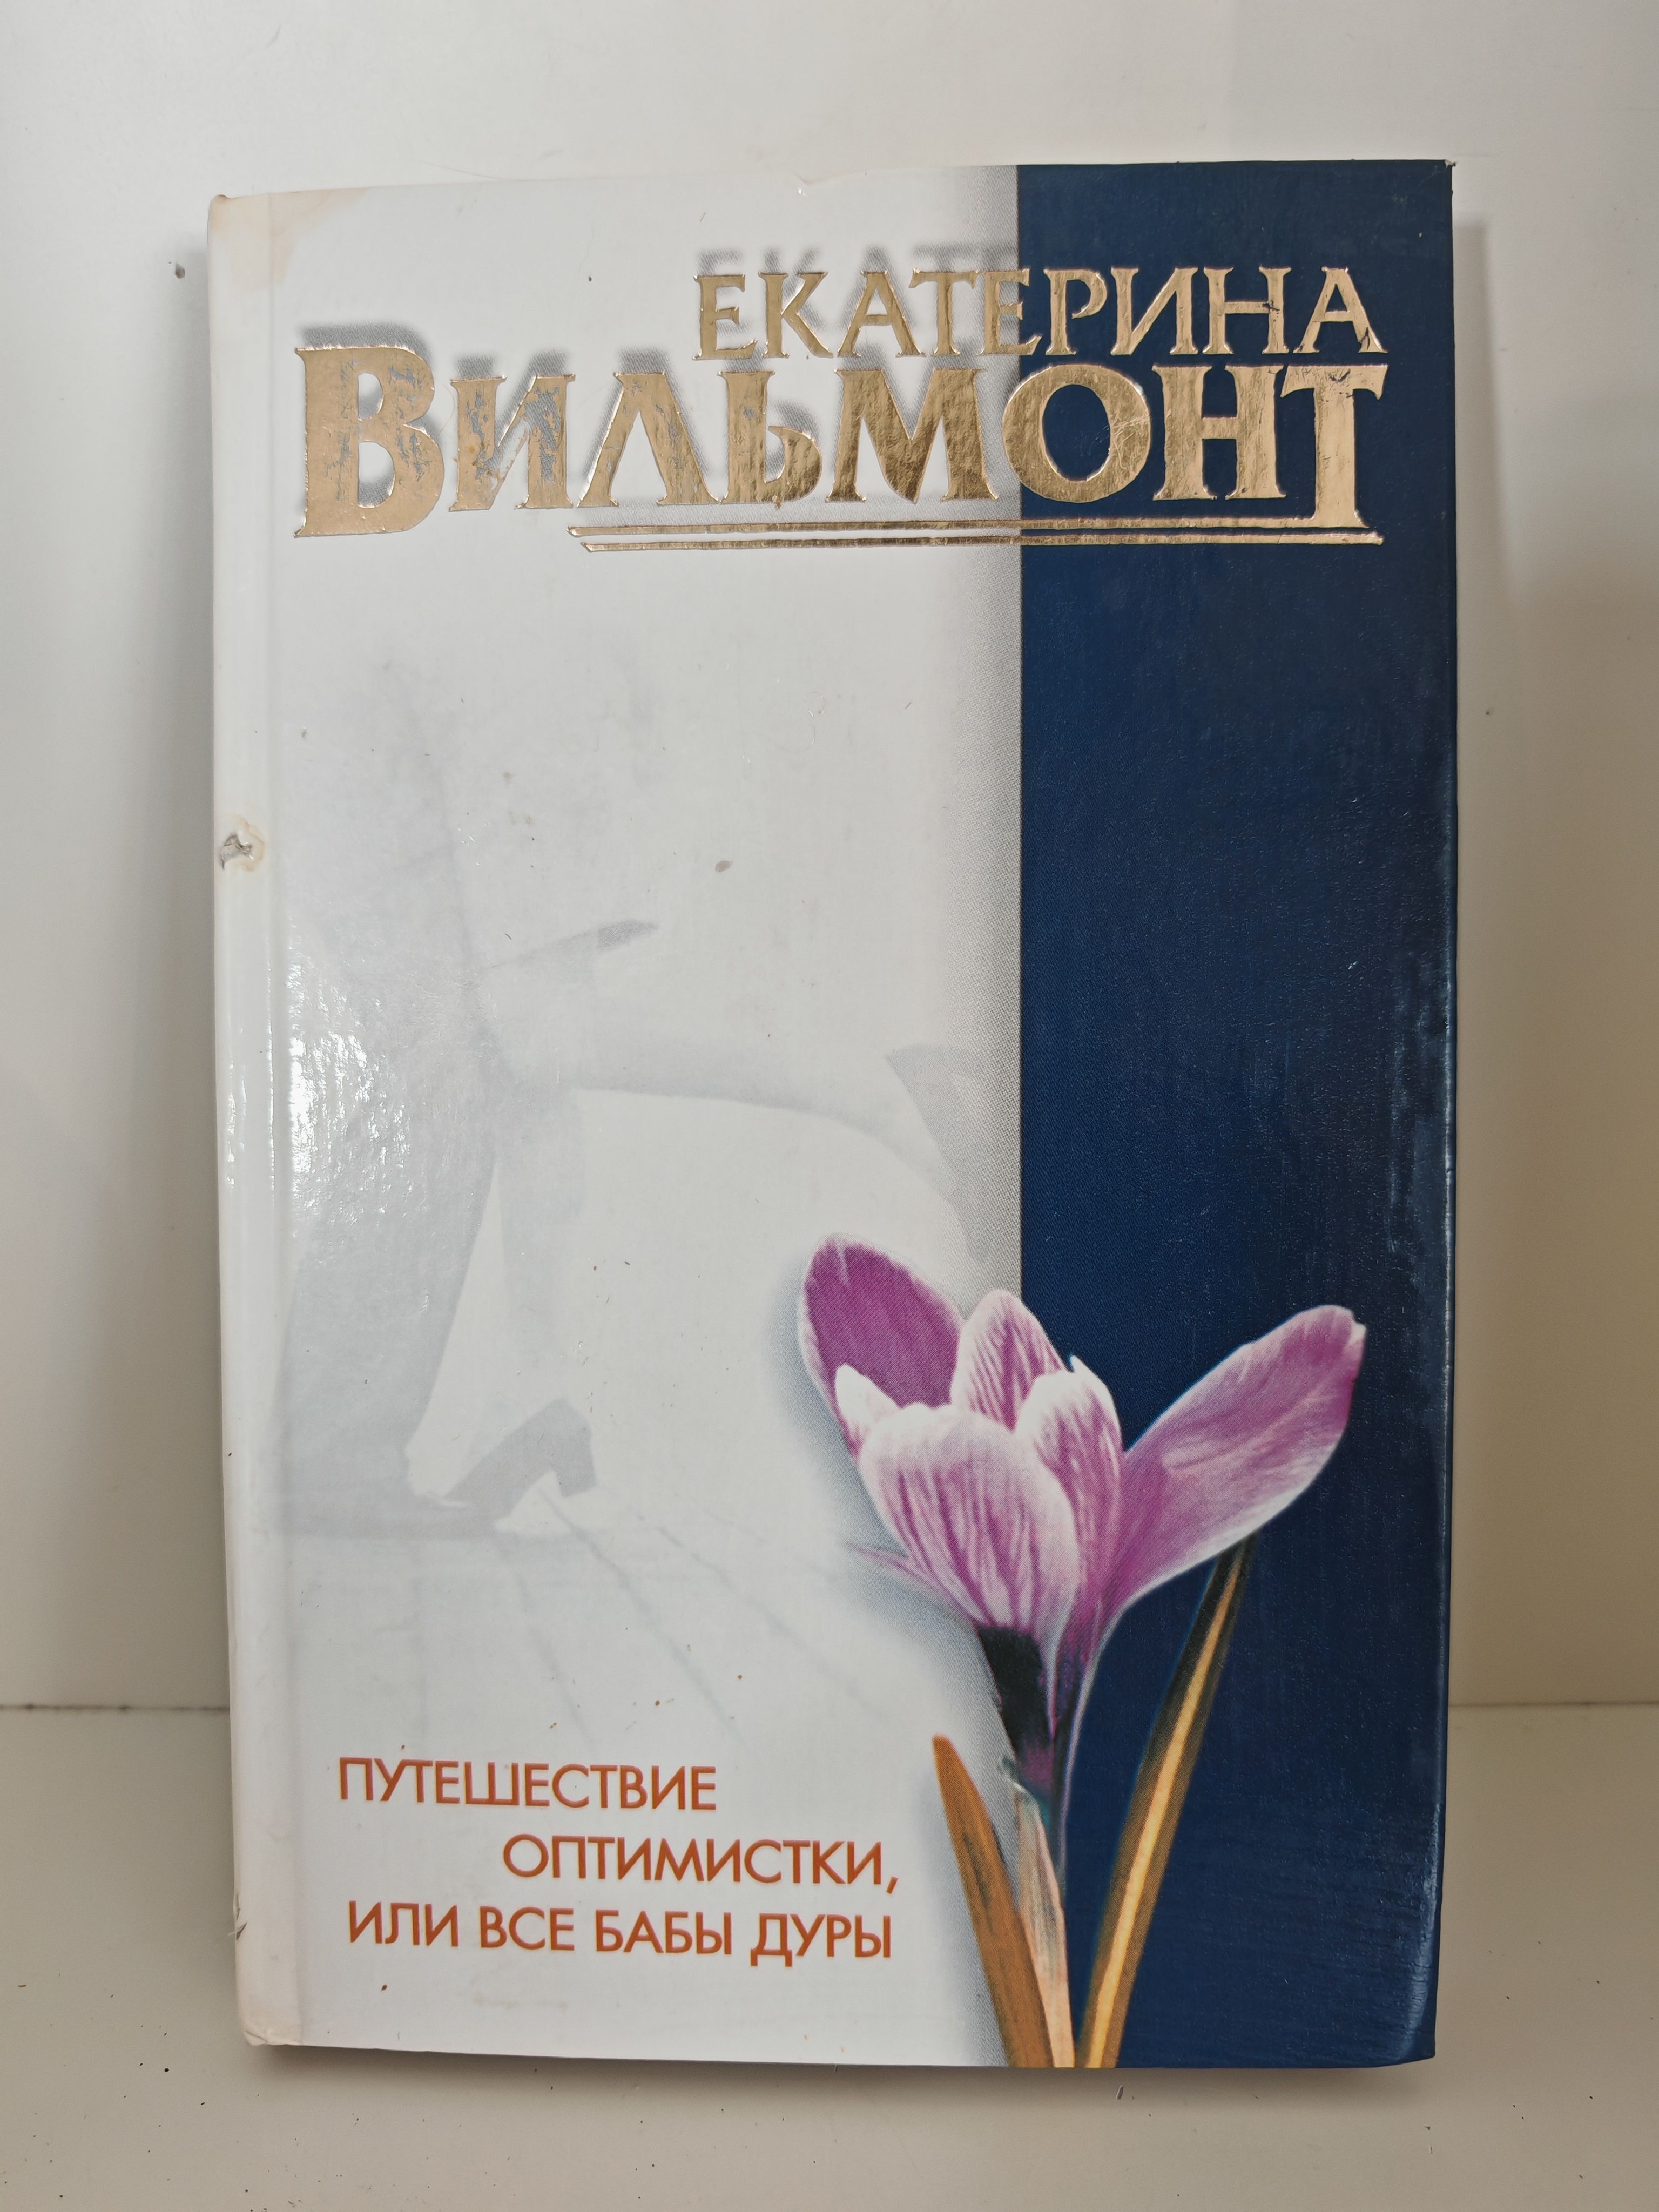 ЕКАТЕРИНА
ВИЛЬМОНТ
ПУТЕШЕСТВИЕ
ОПТИМИСТКИ,
ИЛИ ВСЕ БАБЫ ДУРЫ